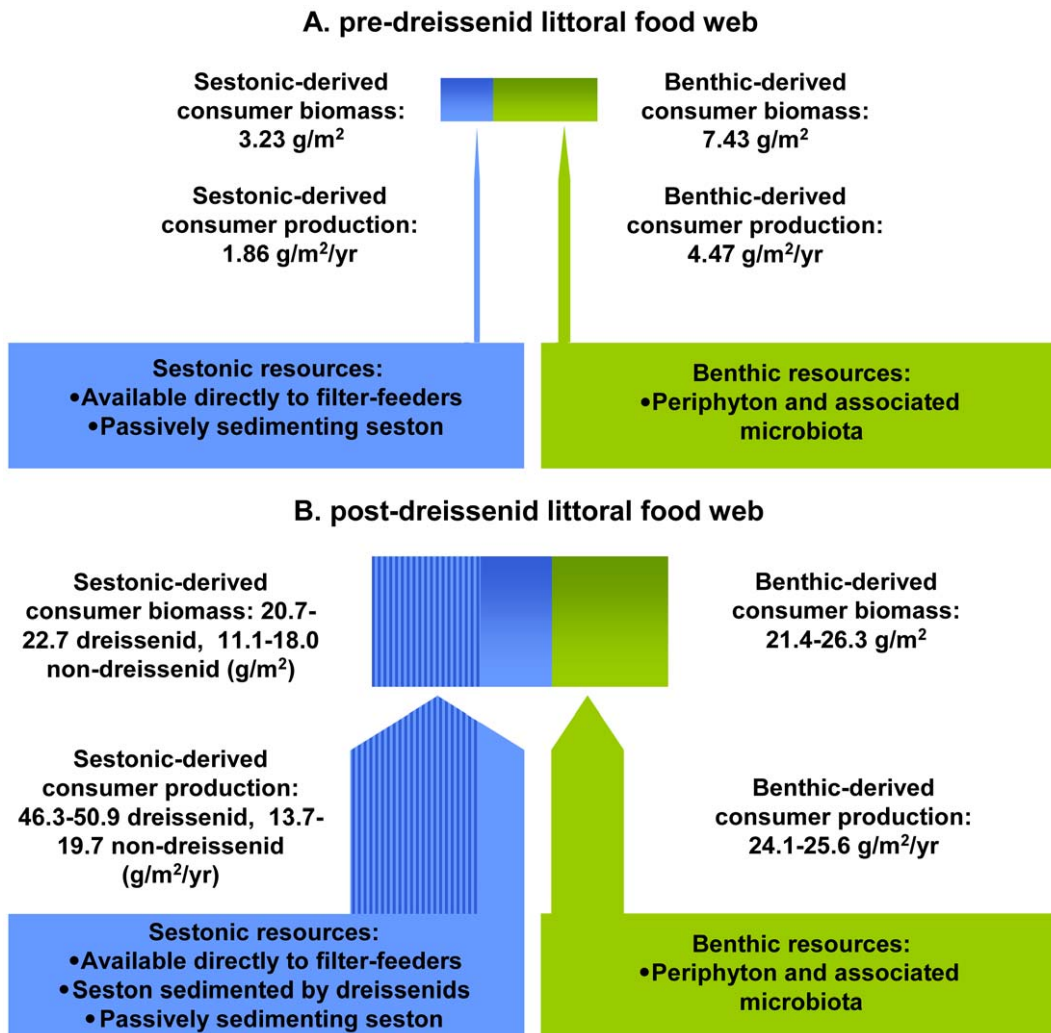 A. pre-dreissenid littoral food web
Sestonic-derived
consumer biomass:
3.23 g/m²
Benthic-derived
consumer biomass:
7.43 g/m²
Sestonic-derived
consumer production:
1.86 g/m²/yr
Benthic-derived
consumer production:
4.47 g/m²/yr
Sestonic resources:
•Available directly to filter-feeders
•Passively sedimenting seston
Benthic resources:
•Periphyton and associated
microbiota
B. post-dreissenid littoral food web
Sestonic-derived
consumer biomass: 20.7-
22.7 dreissenid, 11.1-18.0
non-dreissenid (g/m²)
Benthic-derived
consumer biomass:
21.4-26.3 g/m²
Sestonic-derived
consumer production:
46.3-50.9 dreissenid, 13.7-
19.7 non-dreissenid
(g/m²/yr)
Benthic-derived
consumer production:
24.1-25.6 g/m²/yr
Sestonic resources:
•Available directly to filter-feeders
•Seston sedimented by dreissenids
•Passively sedimenting seston
Benthic resources:
•Periphyton and associated
microbiota